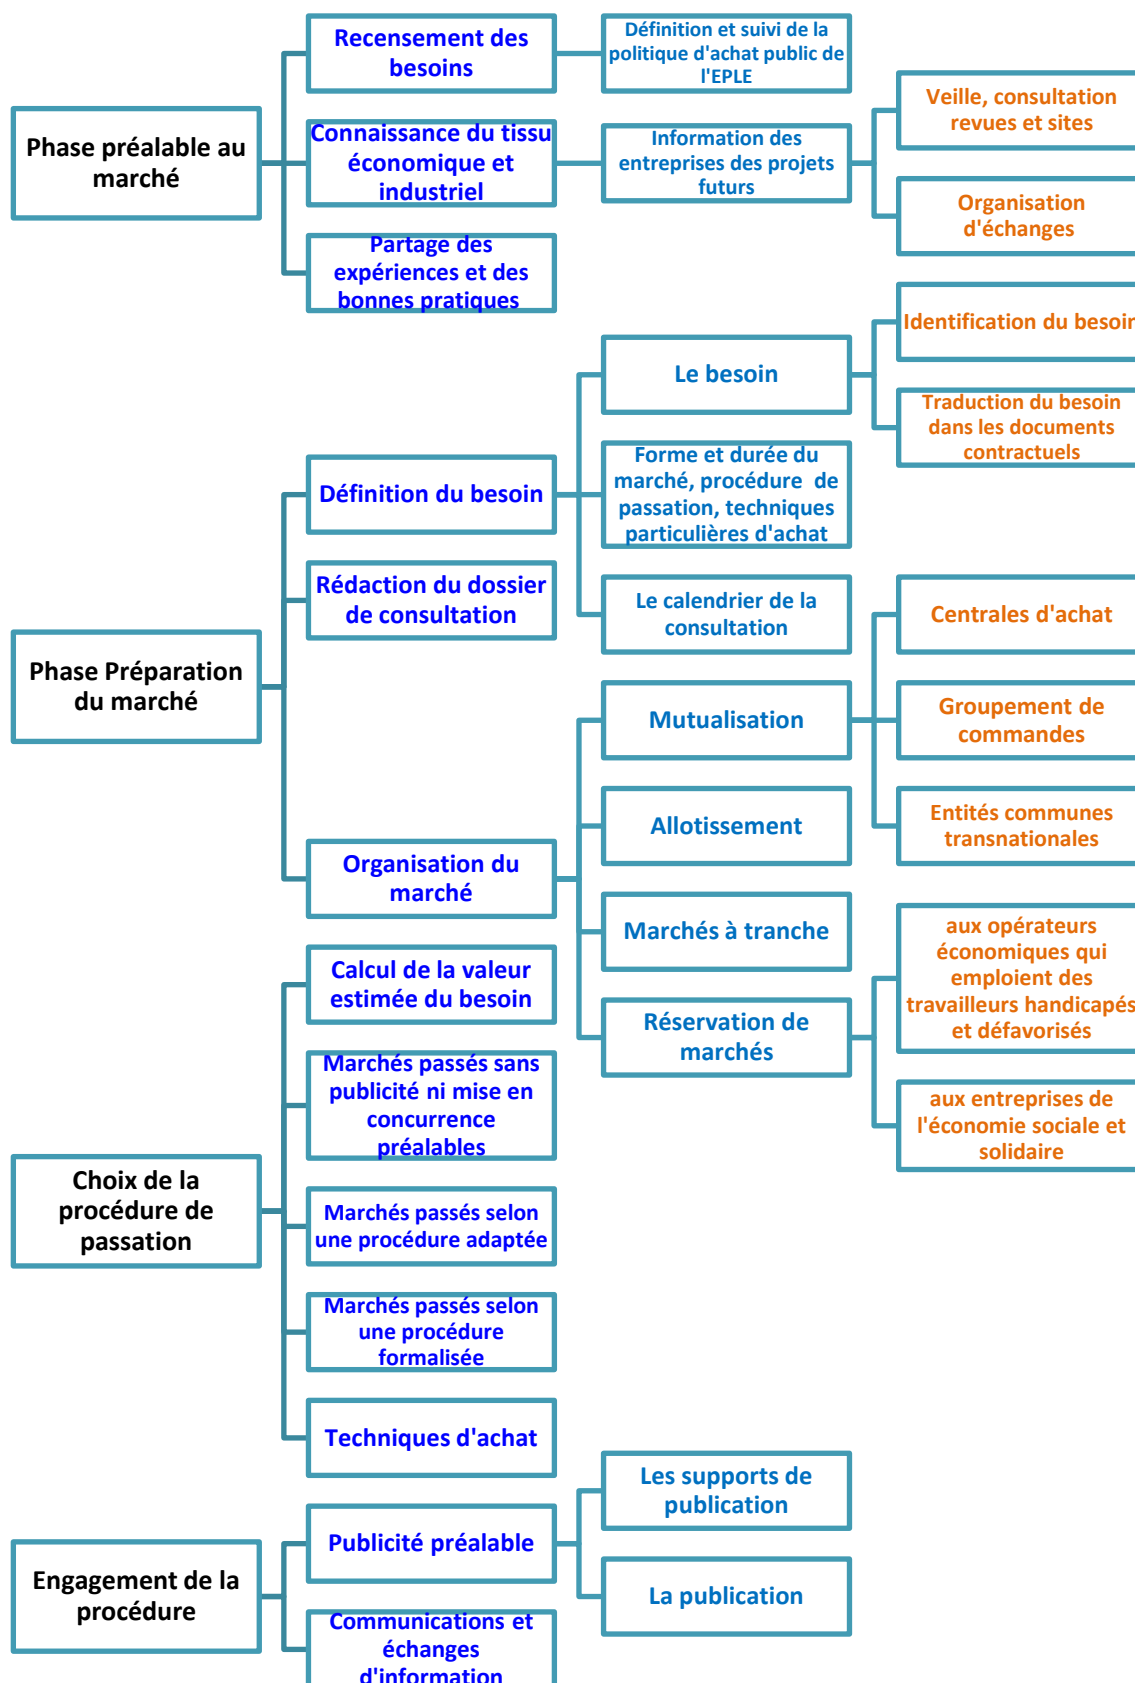 Phase préalable au
marché
Recensement des
besoins
Définition et suivi de la
politique d'achat public de
l'EPLE
Connaissance du tissu
économique et
industriel
Information des
entreprises des projets
futurs
Veille, consultation
revues et sites
Organisation
d'échanges
Partage des
expériences et des
bonnes pratiques
Phase Préparation
du marché
Définition du besoin
Le besoin
Identification du besoin
Traduction du besoin
dans les documents
contractuels
Forme et durée du
marché, procédure de
passation, techniques
particulières d'achat
Le calendrier de la
consultation
Rédaction du dossier
de consultation
Organisation du
marché
Mutualisation
Centrales d'achat
Groupement de
commandes
Entités communes
transnationales
Allotissement
Marchés à tranche
Réservation de
marchés
aux opérateurs
économiques qui
emploient des
travailleurs handicapés
et défavorisés
aux entreprises de
l'économie sociale et
solidaire
Choix de la
procédure de
passation
Calcul de la valeur
estimée du besoin
Marchés passés sans
publicité ni mise en
concurrence
préalables
Marchés passés selon
une procédure adaptée
Marchés passés selon
une procédure
formalisée
Techniques d'achat
Engagement de la
procédure
Publicité préalable
Les supports de
publication
La publication
Communications et
échanges
d'information